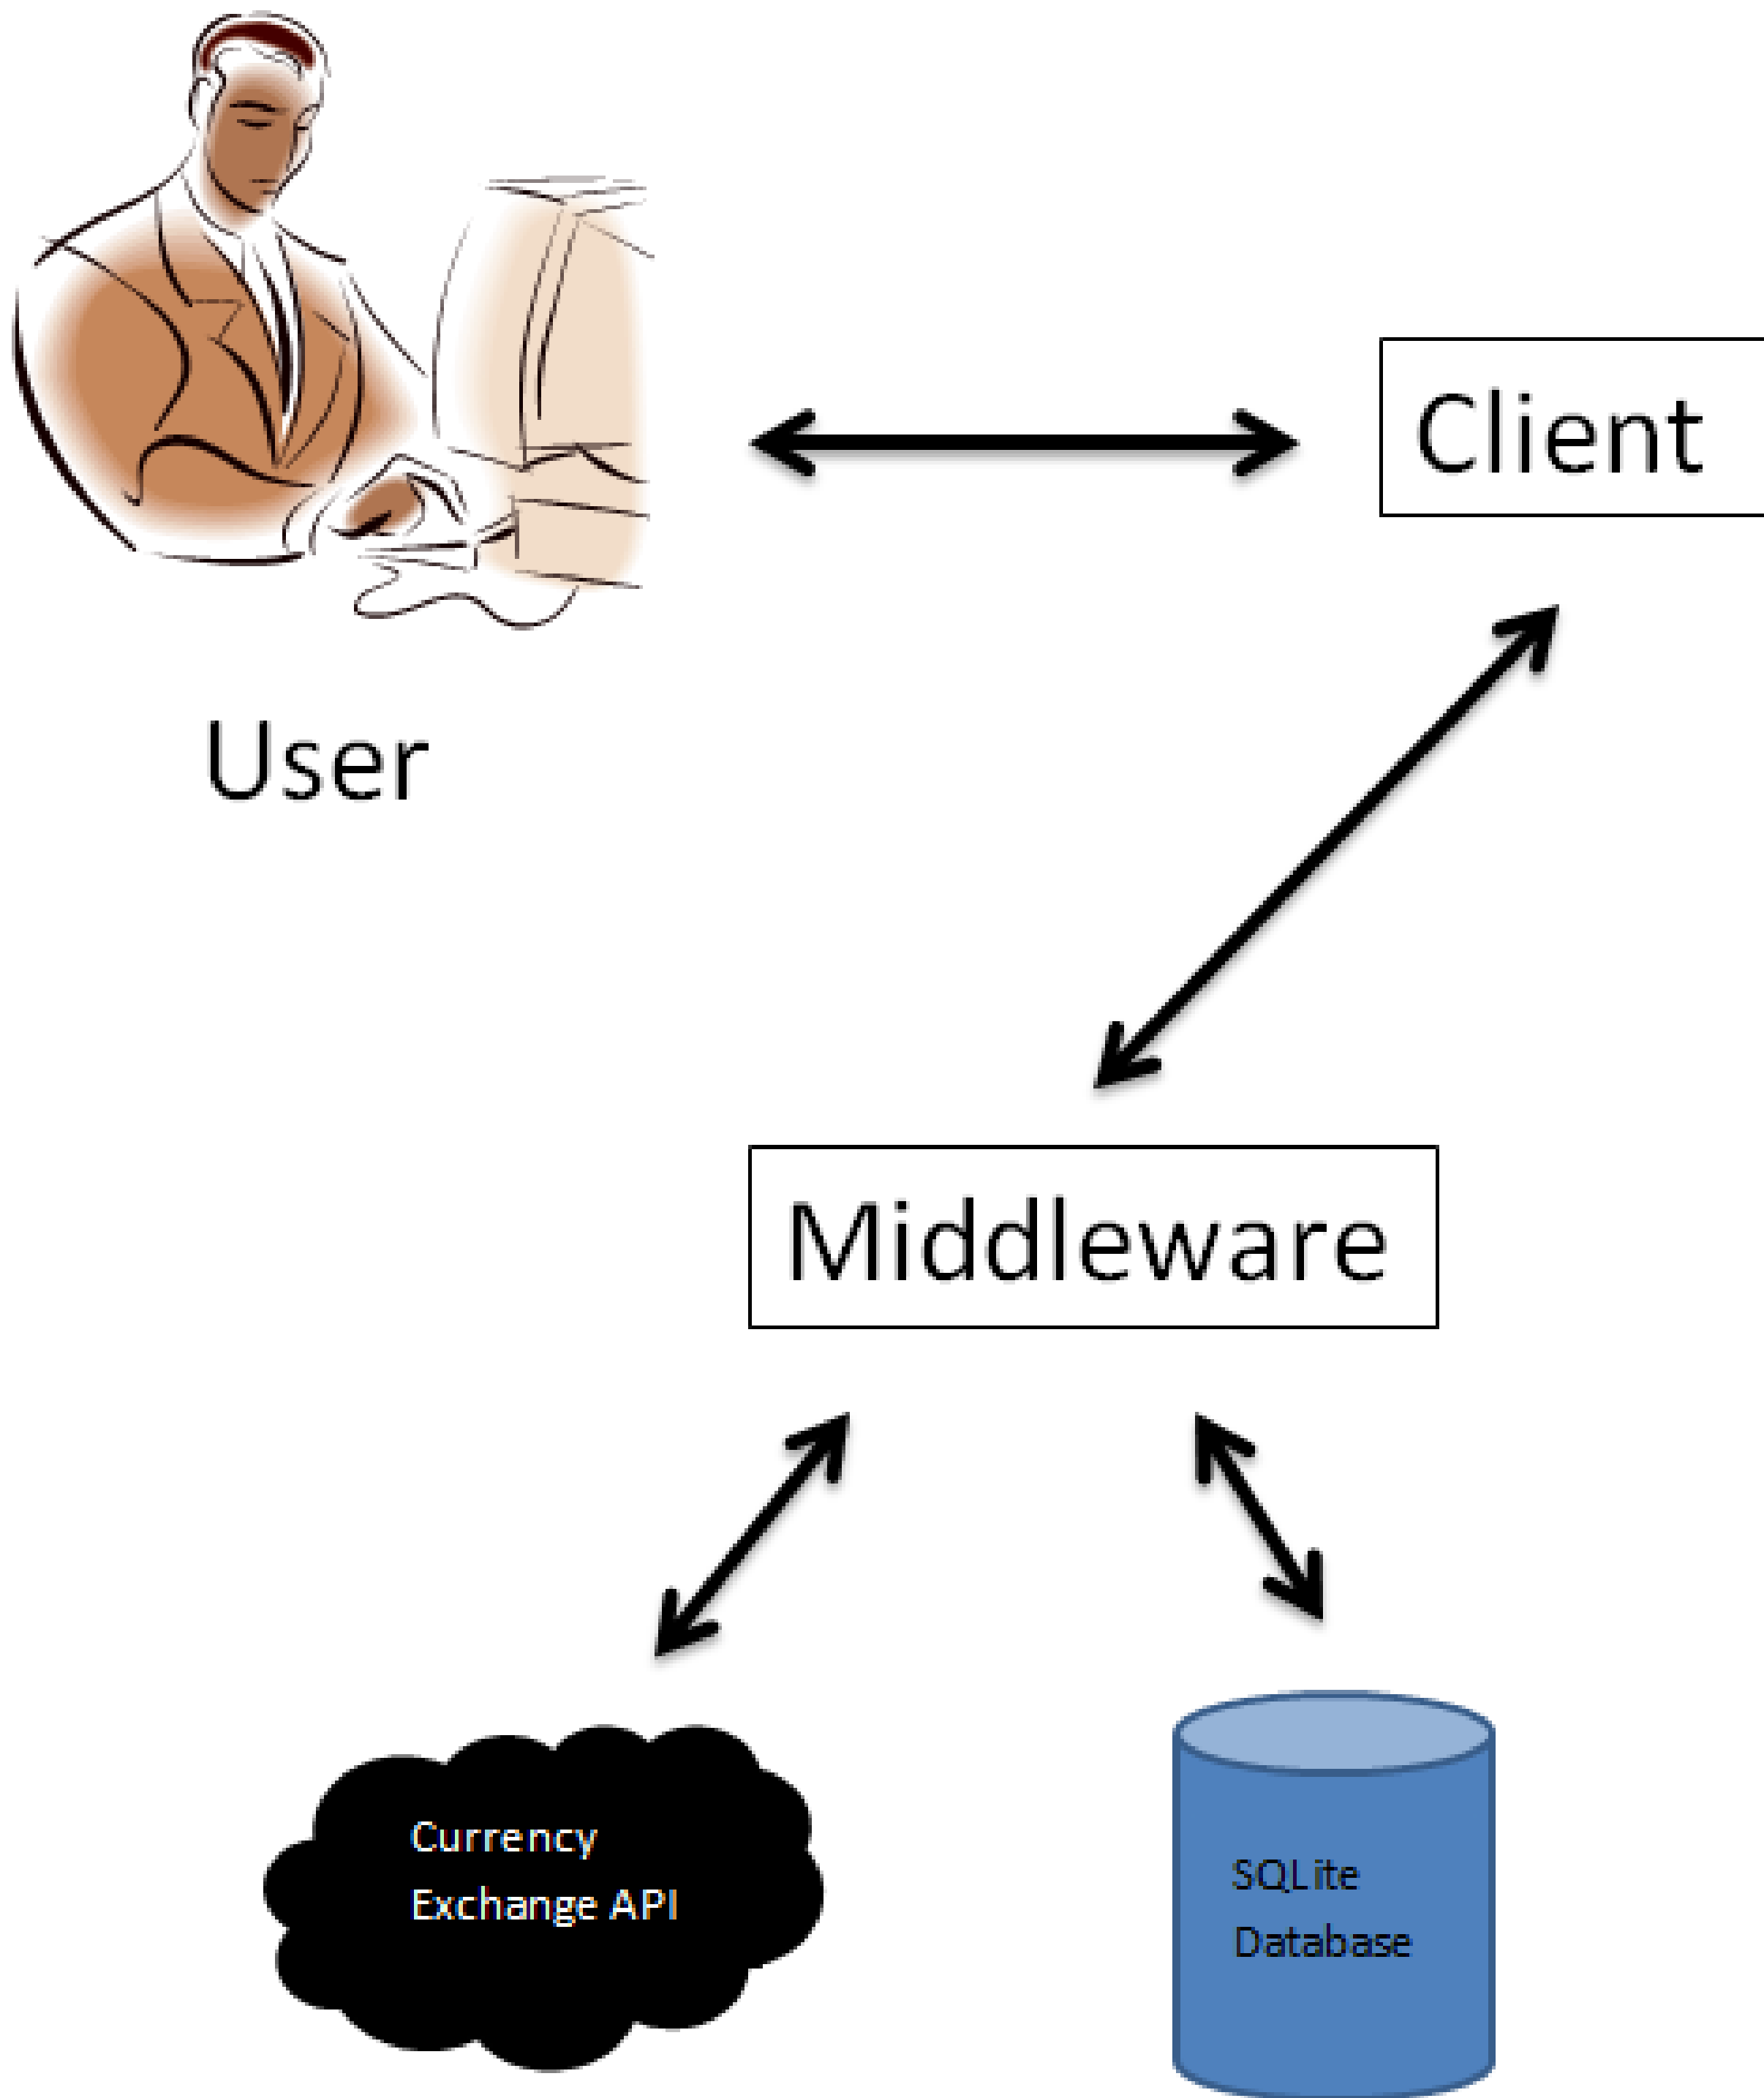 Client
User
Middleware
Currency
Exchange API
SQLite
Database